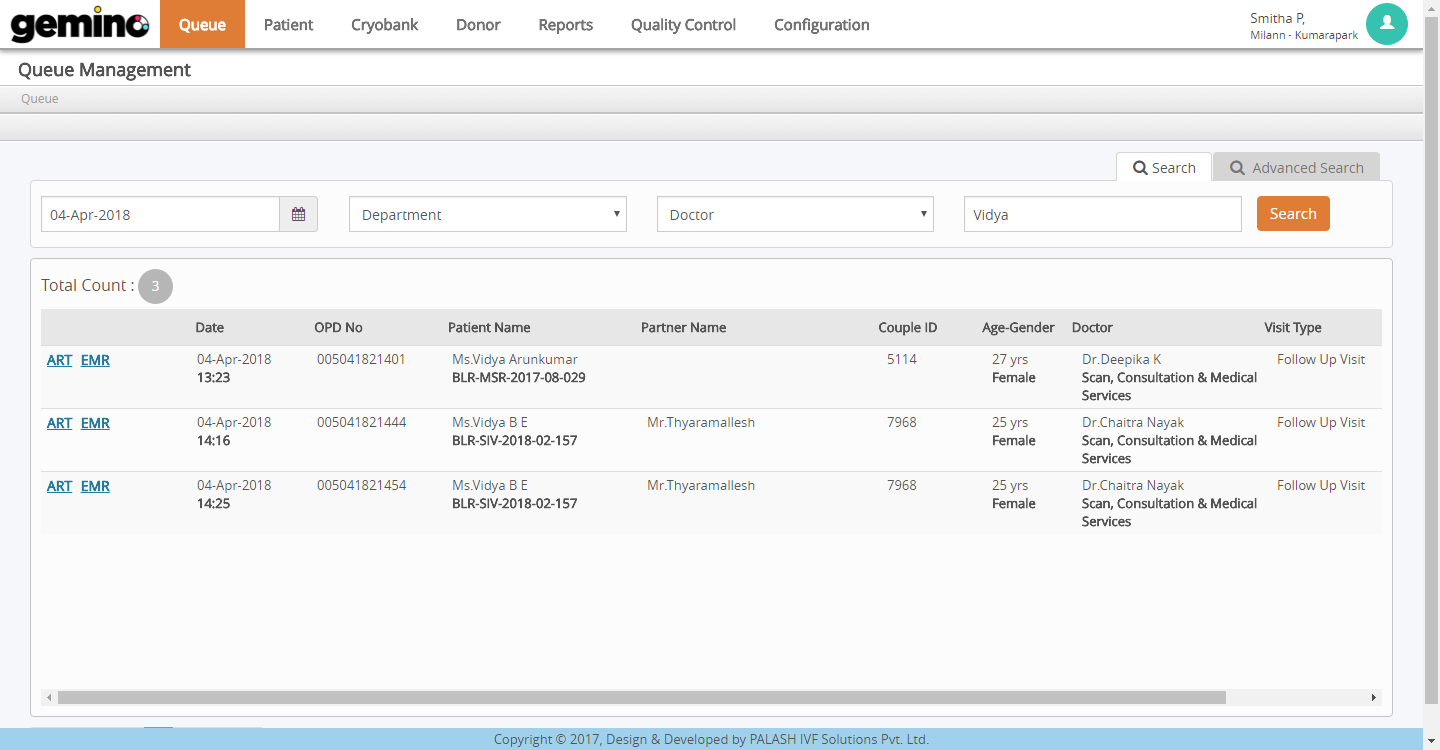 gemino Queue Patient Cryobank Donor Reports Quality Control Configuration
Smitha P,
Milann - Kumarapark
Queue Management
Queue
Search Advanced Search
04-Apr-2018 Department Doctor Vidya Search
Total Count : 3
Date OPD No Patient Name Partner Name Couple ID Age-Gender Doctor Visit Type
ART EMR 04-Apr-2018 005041821401 Ms.Vidya Arunkumar 5114 27 yrs Dr.Deepika K Follow Up Visit
13:23 BLR-MSR-2017-08-029 Female Scan, Consultation & Medical
Services
ART EMR 04-Apr-2018 005041821444 Ms.Vidya B E Mr.Thyaramallesh 7968 25 yrs Dr.Chaitra Nayak Follow Up Visit
14:16 BLR-SIV-2018-02-157 Female Scan, Consultation & Medical
Services
ART EMR 04-Apr-2018 005041821454 Ms.Vidya B E Mr.Thyaramallesh 7968 25 yrs Dr.Chaitra Nayak Follow Up Visit
14:25 BLR-SIV-2018-02-157 Female Scan, Consultation & Medical
Services
Copyright © 2017, Design & Developed by PALASH IVF Solutions Pvt. Ltd.